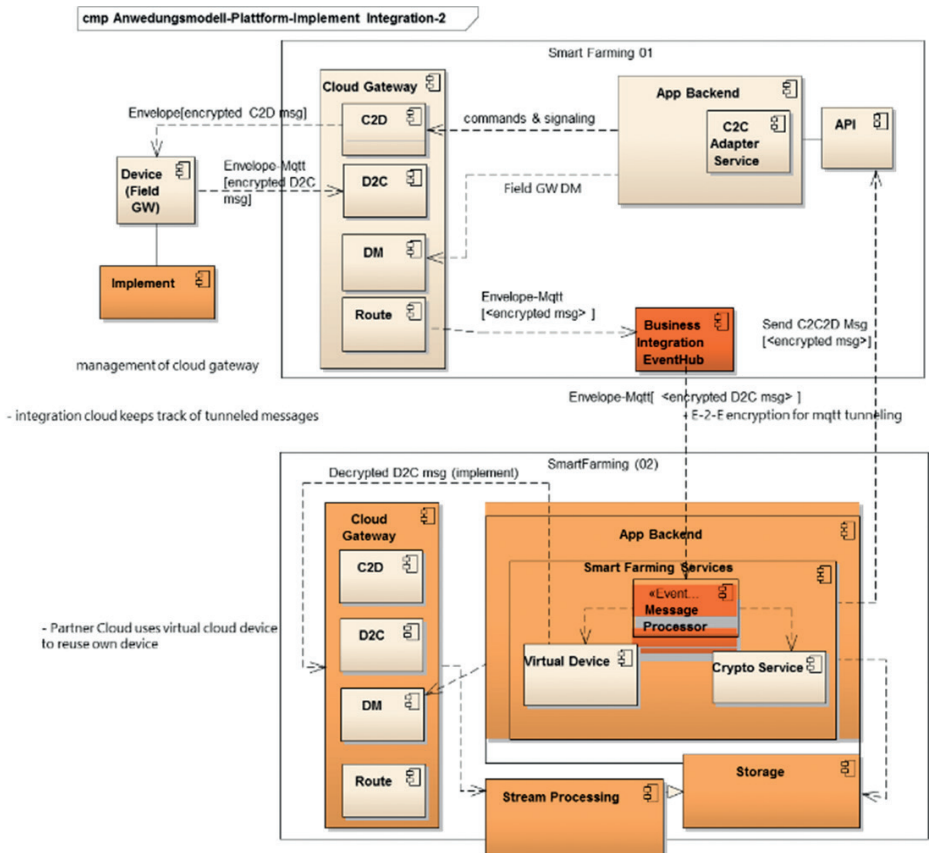 cmp Anwedungsmodell-Plattform-Implement Integration-2
Smart Farming 01
Cloud Gateway
C2D
D2C
DM
Route
App Backend
C2C
Adapter
Service
API
Envelope[encrypted C2D msg]
commands & signaling
Device
(Field
GW)
Envelope-Mqtt
[encrypted D2C
msg]
Field GW DM
Implement
Envelope-Mqtt
[<encrypted msg> ]
Business
Integration
EventHub
Send C2C2D Msg
[<encrypted msg>]
management of cloud gateway
Envelope-Mqtt[ <encrypted D2C msg> ]
- integration cloud keeps track of tunneled messages
- E-2-E encryption for mqtt tunneling
SmartFarming (02)
Decrypted D2C msg (implement)
Cloud
Gateway
C2D
D2C
DM
Route
App Backend
Smart Farming Services
«Event...
Message
Processor
Virtual Device
Crypto Service
- Partner Cloud uses virtual cloud device
to reuse own device
Stream Processing
Storage